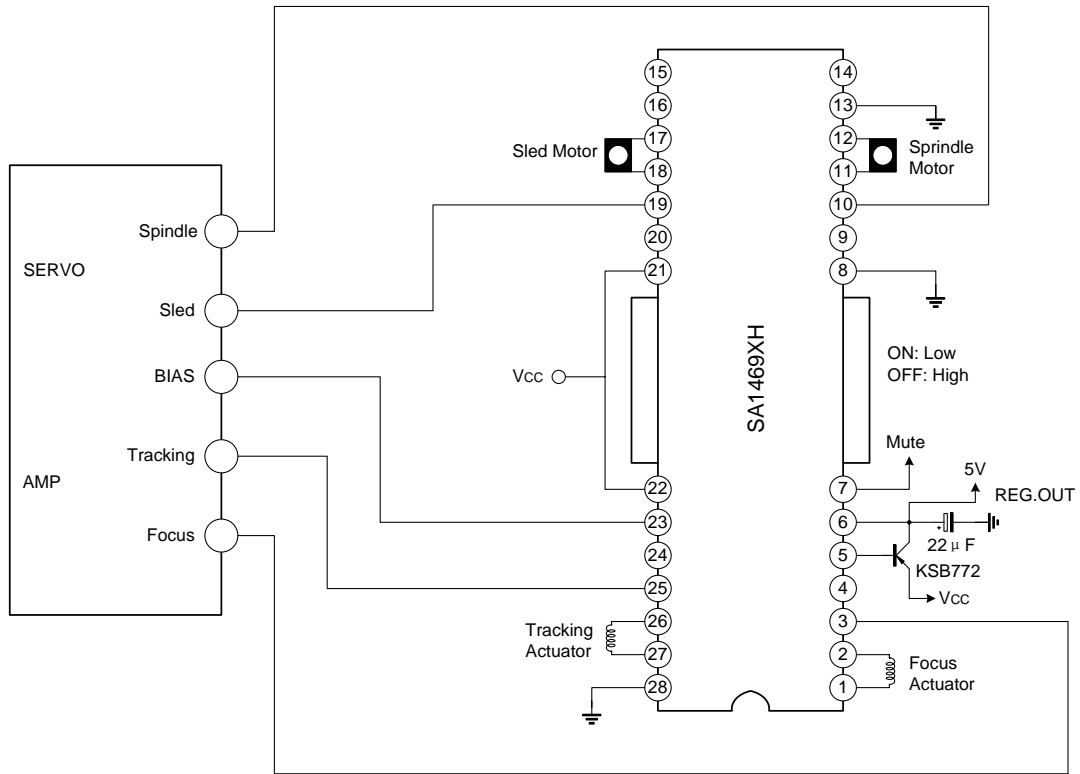 15
14
16
13
17
12
Sled Motor
Sprindle
Motor
18
11
19
10
Spindle
20
9
SERVO
21
8
Sled
SA1469XH
ON: Low
OFF: High
BIAS
VCC
Mute
Tracking
5V
AMP
22
7
REG.OUT
23
6
Focus
22 μ F
24
5
KSB772
25
4
VCC
26
3
Tracking
Actuator
27
2
Focus
Actuator
28
1